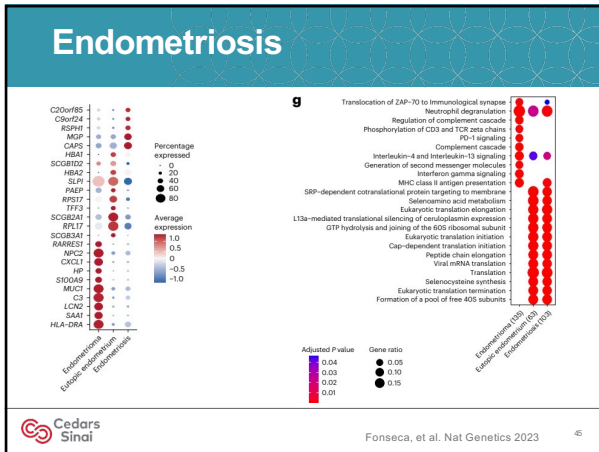 Endometriosis
C20orf85
C9orf24
RSPH1
MGP
CAPS
HBA1
SCGB1D2
HBA2
SLPI
PAEP
RPS17
TFF3
SCGB2A1
RPL17
SCGB3A1
RARRES1
NPC2
CXCL1
HP
S100A9
MUC1
C3
LCN2
SAA1
HLA-DRA
Endometrioma
Eutopic endometrium
Endometriosis
Percentage
expressed
0
20
40
60
80
Average
expression
1.0
0.5
0
−0.5
−1.0
g
Translocation of ZAP-70 to Immunological synapse
Neutrophil degranulation
Regulation of complement cascade
Phosphorylation of CD3 and TCR zeta chains
PD-1 signaling
Complement cascade
Interleukin-4 and Interleukin-13 signaling
Generation of second messenger molecules
Interferon gamma signaling
MHC class II antigen presentation
SRP-dependent cotranslational protein targeting to membrane
Selenoamino acid metabolism
Eukaryotic translation elongation
L13a-mediated translational silencing of ceruloplasmin expression
GTP hydrolysis and joining of the 60S ribosomal subunit
Eukaryotic translation initiation
Cap-dependent translation initiation
Peptide chain elongation
Viral mRNA translation
Translation
Selenocysteine synthesis
Eukaryotic translation termination
Formation of a pool of free 40S subunits
Endometrioma (135)
Eutopic endometrium (63)
Endometriosis (103)
Adjusted P value
0.04
0.03
0.02
0.01
Gene ratio
0.05
0.10
0.15
Cedars
Sinai
Fonseca, et al. Nat Genetics 2023
45